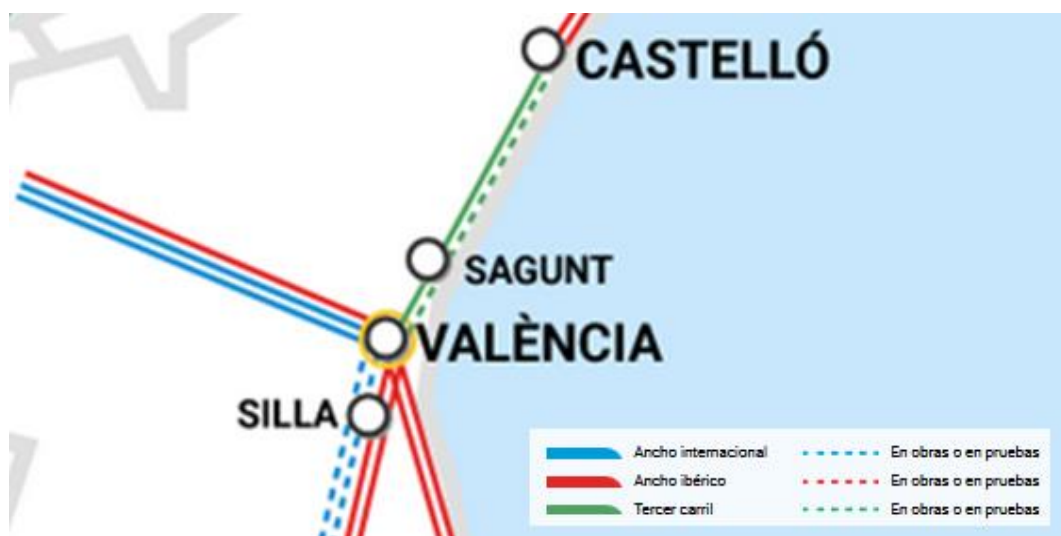 CASTELLÓ
SAGUNT
VALÈNCIA
SILLA
Ancho internacional
En obras o en pruebas
Ancho ibérico
En obras o en pruebas
Tercer carril
En obras o en pruebas